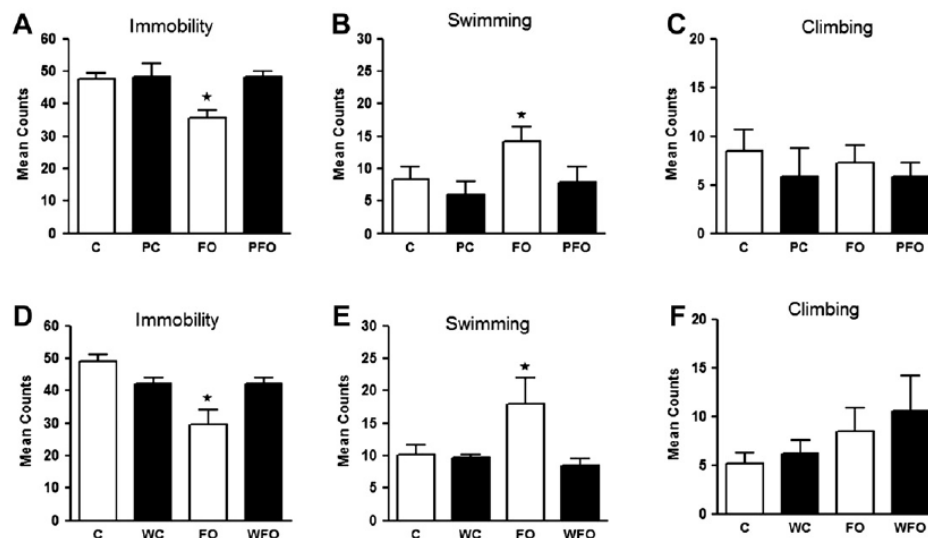 A Immobility
60
50
40
30
20
10
0
Mean Counts
★
C PC FO PFO
B Swimming
30
25
20
15
10
5
0
Mean Counts
★
C PC FO PFO
C Climbing
20
15
10
5
0
Mean Counts
C PC FO PFO
D Immobility
60
50
40
30
20
10
0
Mean Counts
★
C WC FO WFO
E Swimming
30
25
20
15
10
5
0
Mean Counts
★
C WC FO WFO
F Climbing
20
15
10
5
0
Mean Counts
C WC FO WFO